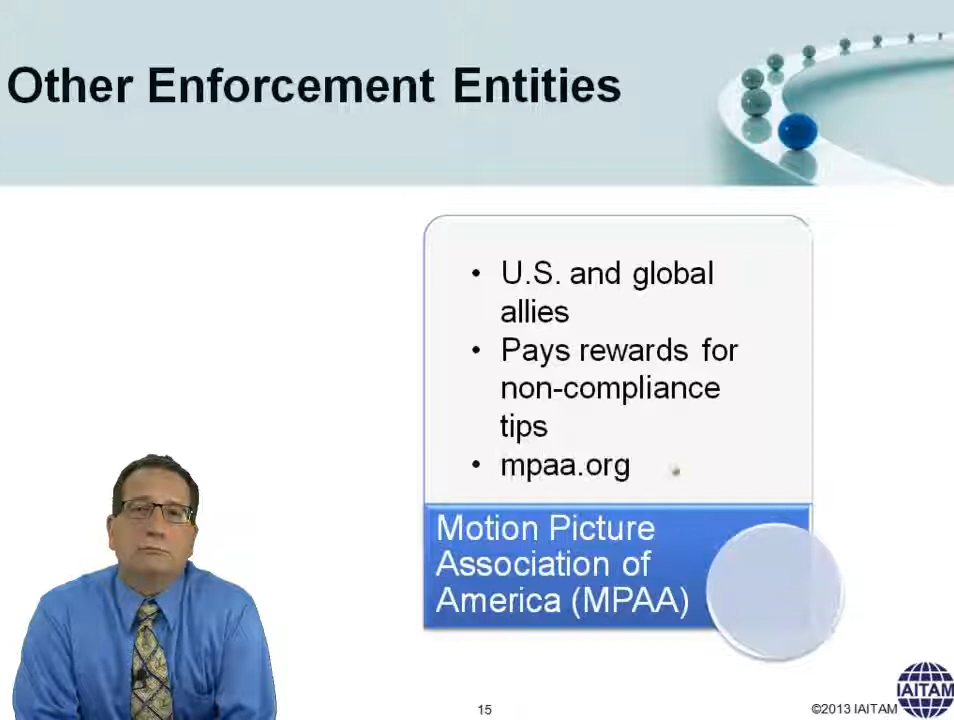 Other Enforcement Entities
• U.S. and global
allies
• Pays rewards for
non-compliance
tips
• mpaa.org
Motion Picture
Association of
America (MPAA)
15
©2013 IAITAM
IAITAM